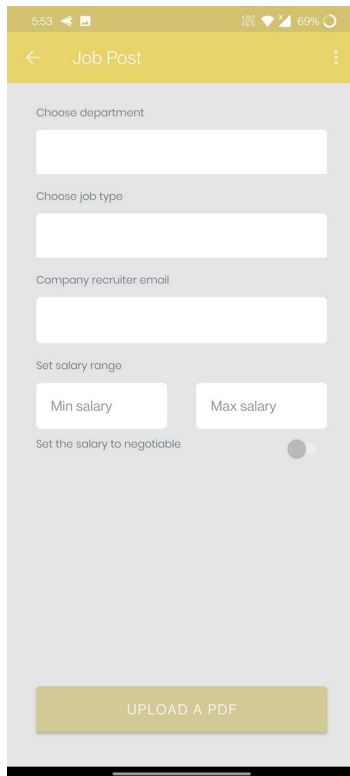 5:53 69%
Job Post
Choose department
Choose job type
Company recruiter email
Set salary range
Min salary Max salary
Set the salary to negotiable
UPLOAD A PDF